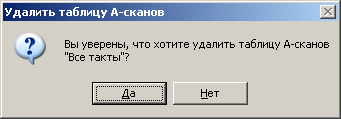 Удалить таблицу А-сканов
Вы уверены, что хотите удалить таблицу А-сканов
"Все такты"?
Да
Нет